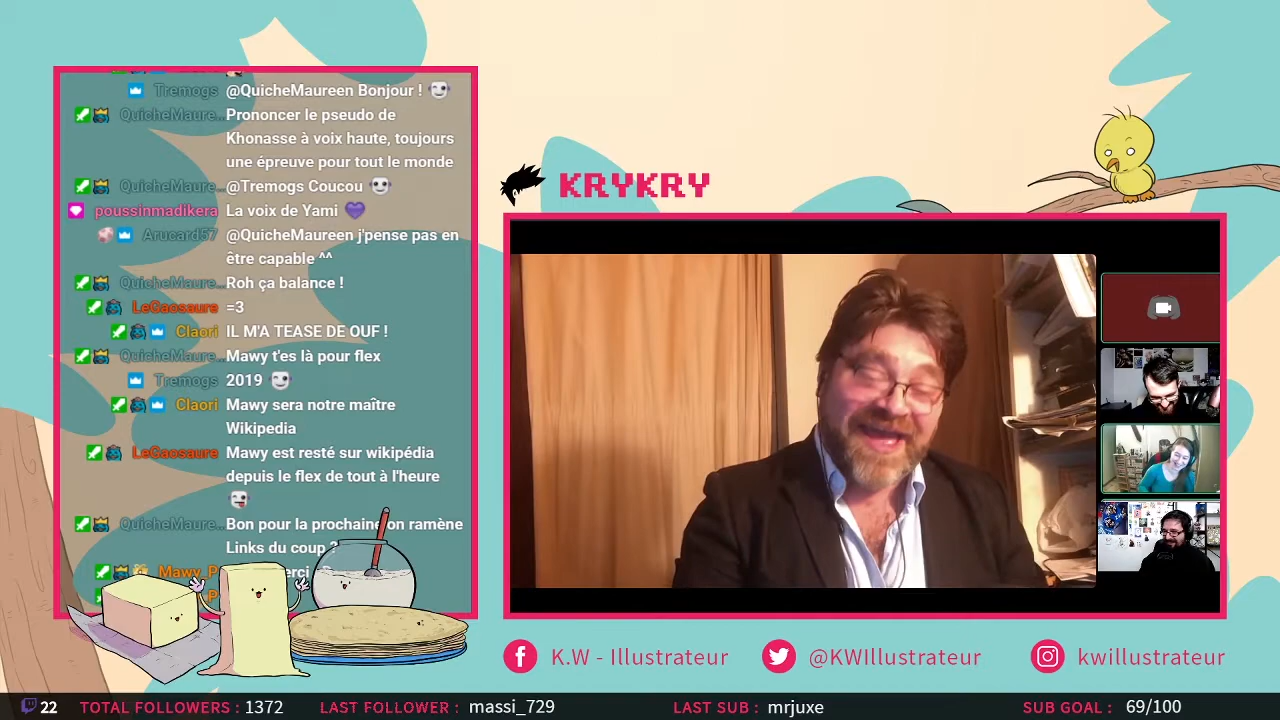 Tremogs @QuicheMaureen Bonjour !
QuicheMaure... Prononcer le pseudo de
Khonasse à voix haute, toujours
une épreuve pour tout le monde
QuicheMaure... @Tremogs Coucou
poussinmadikera La voix de Yami
Arucard57 @QuicheMaureen j'pense pas en
être capable ^^
QuicheMaure... Roh ça balance !
LeGaosaure =3
Claori IL M'A TEASE DE OUF !
QuicheMaure... Mawy t'es là pour flex
Tremogs 2019
Claori Mawy sera notre maître
Wikipedia
LeGaosaure Mawy est resté sur wikipédia
depuis le flex de tout à l'heure
QuicheMaure... Bon pour la prochaine on ramène
Links du coup ?
Mawy_P
KRYKRY
K.W - Illustrateur
@KWIllustrateur
kwillustrateur
22
TOTAL FOLLOWERS : 1372
LAST FOLLOWER : massi_729
LAST SUB : mrjuxe
SUB GOAL : 69/100